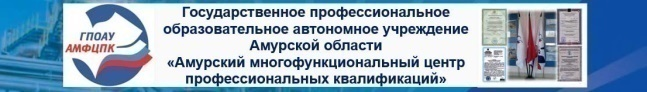 ГПОАУ
АМФЦПК
Государственное профессиональное
образовательное автономное учреждение
Амурской области
«Амурский многофункциональный центр
профессиональных квалификаций»